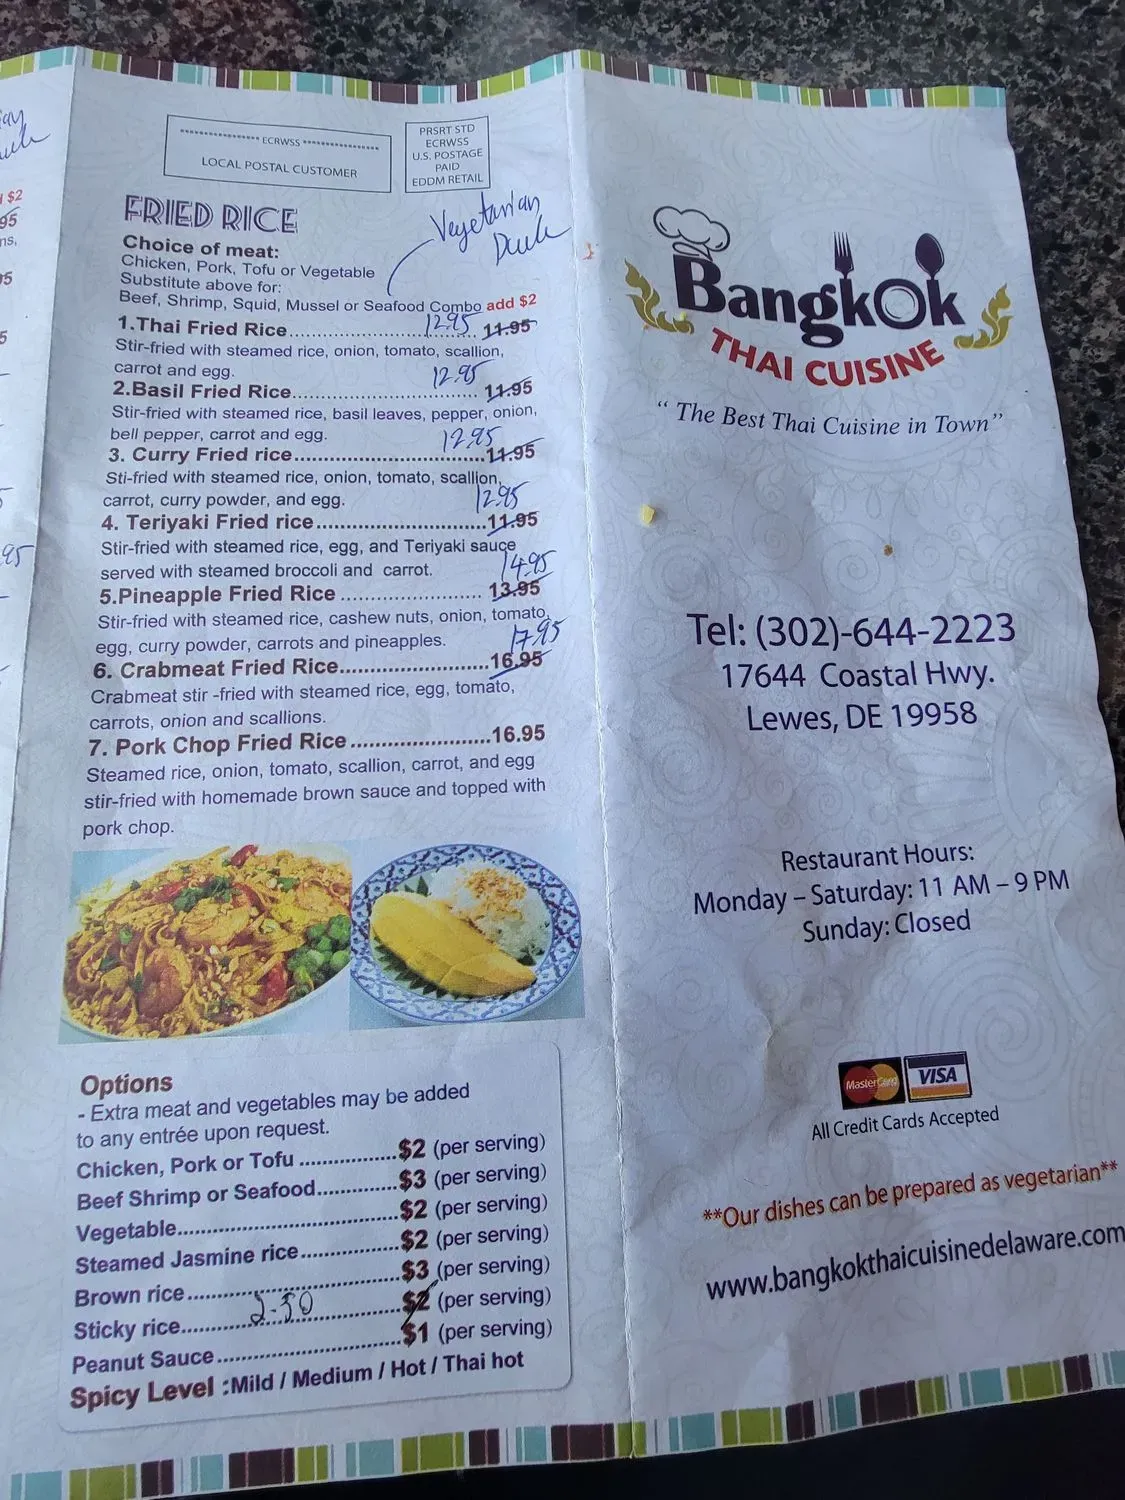 $2
95
ns,
95
************** ECRWSS **************
LOCAL POSTAL CUSTOMER
PRSRT STD
ECRWSS
U.S. POSTAGE
PAID
EDDM RETAIL
FRIED RICE
Vegetarian
Duck
Choice of meat:
Chicken, Pork, Tofu or Vegetable
Substitute above for:
Beef, Shrimp, Squid, Mussel or Seafood Combo add $2
12.95
1.Thai Fried Rice.............................. 11.95
Stir-fried with steamed rice, onion, tomato, scallion,
carrot and egg.
12.95
2.Basil Fried Rice.............................. 11.95
Stir-fried with steamed rice, basil leaves, pepper, onion,
bell pepper, carrot and egg.
12.95
3. Curry Fried rice..............................11.95
Sti-fried with steamed rice, onion, tomato, scallion,
carrot, curry powder, and egg.
12.95
4. Teriyaki Fried rice..........................11.95
Stir-fried with steamed rice, egg, and Teriyaki sauce
served with steamed broccoli and carrot.
14.95
5.Pineapple Fried Rice ...................... 13.95
Stir-fried with steamed rice, cashew nuts, onion, tomato,
egg, curry powder, carrots and pineapples.
17.95
6. Crabmeat Fried Rice.......................16.95
Crabmeat stir -fried with steamed rice, egg, tomato,
carrots, onion and scallions.
7. Pork Chop Fried Rice......................16.95
Steamed rice, onion, tomato, scallion, carrot, and egg
stir-fried with homemade brown sauce and topped with
pork chop.
Options
- Extra meat and vegetables may be added
to any entrée upon request.
Chicken, Pork or Tofu ...............$2 (per serving)
Beef Shrimp or Seafood............$3 (per serving)
Vegetable..................................$2 (per serving)
Steamed Jasmine rice...............$2 (per serving)
Brown rice.................................$3 (per serving)
2.50
Sticky rice..................................$2 (per serving)
Peanut Sauce............................$1 (per serving)
Spicy Level :Mild / Medium / Hot / Thai hot
Bangkok
THAI CUISINE
“ The Best Thai Cuisine in Town”
Tel: (302)-644-2223
17644 Coastal Hwy.
Lewes, DE 19958
Restaurant Hours:
Monday – Saturday: 11 AM – 9 PM
Sunday: Closed
MasterCard VISA
All Credit Cards Accepted
**Our dishes can be prepared as vegetarian**
www.bangkokthaicuisinedelaware.com